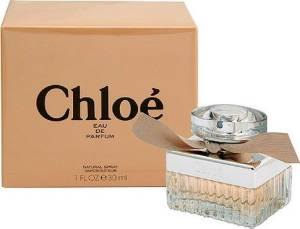 Chloé
EAU
DE
PARFUM
NATURAL SPRAY
VAPORISATEUR
1 FL OZ ℮ 30 ml